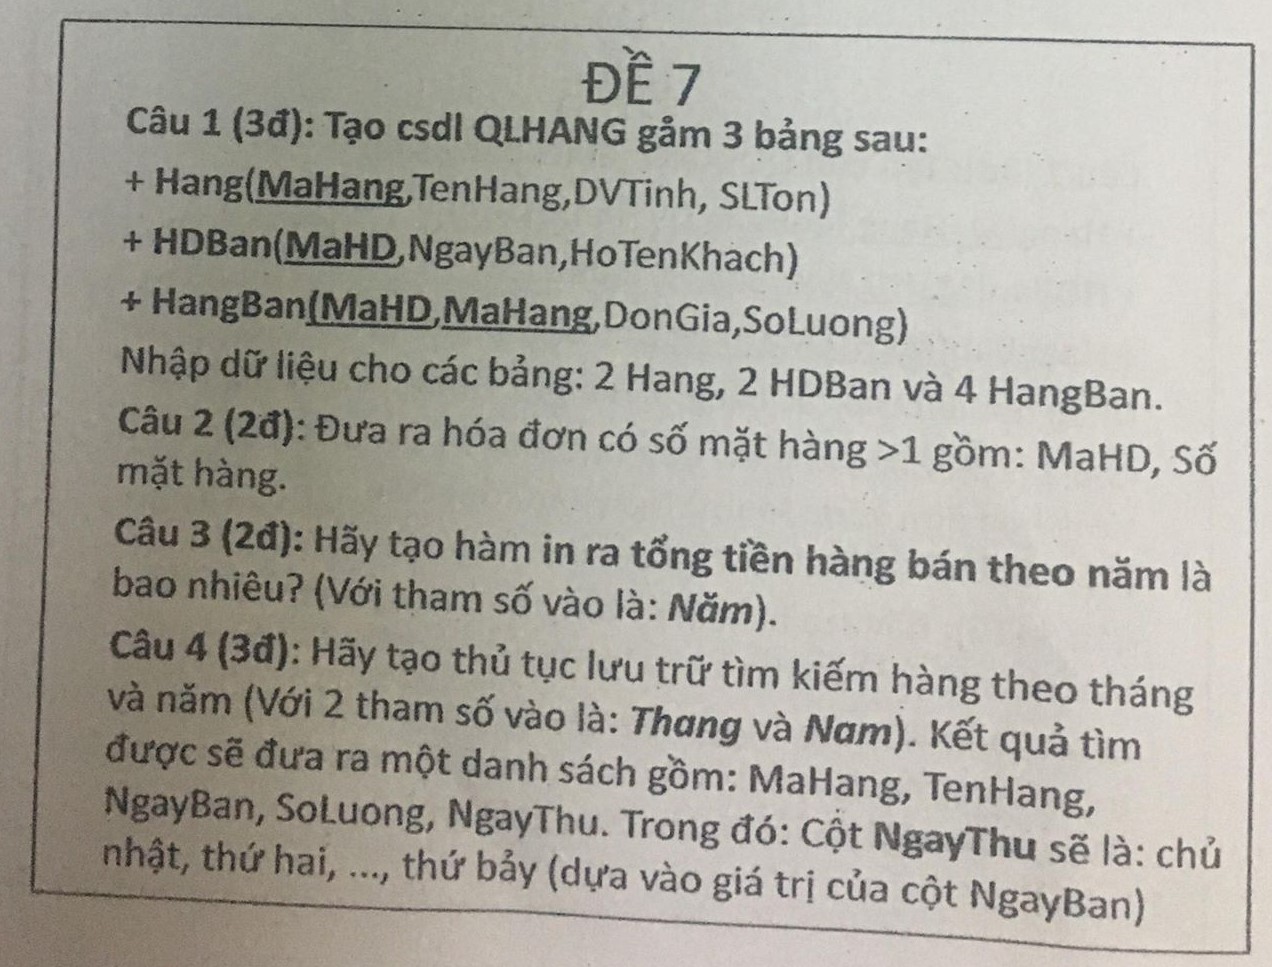 ĐỀ 7
Câu 1 (3đ): Tạo csdl QLHANG gầm 3 bảng sau:
+ Hang(MaHang,TenHang,DVTinh, SLTon)
+ HDBan(MaHD,NgayBan,HoTenKhach)
+ HangBan(MaHD,MaHang,DonGia,SoLuong)
Nhập dữ liệu cho các bảng: 2 Hang, 2 HDBan và 4 HangBan.
Câu 2 (2đ): Đưa ra hóa đơn có số mặt hàng >1 gồm: MaHD, Số
mặt hàng.
Câu 3 (2đ): Hãy tạo hàm in ra tổng tiền hàng bán theo năm là
bao nhiêu? (Với tham số vào là: Năm).
Câu 4 (3đ): Hãy tạo thủ tục lưu trữ tìm kiếm hàng theo tháng
và năm (Với 2 tham số vào là: Thang và Nam). Kết quả tìm
được sẽ đưa ra một danh sách gồm: MaHang, TenHang,
NgayBan, SoLuong, NgayThu. Trong đó: Cột NgayThu sẽ là: chủ
nhật, thứ hai, ..., thứ bảy (dựa vào giá trị của cột NgayBan)